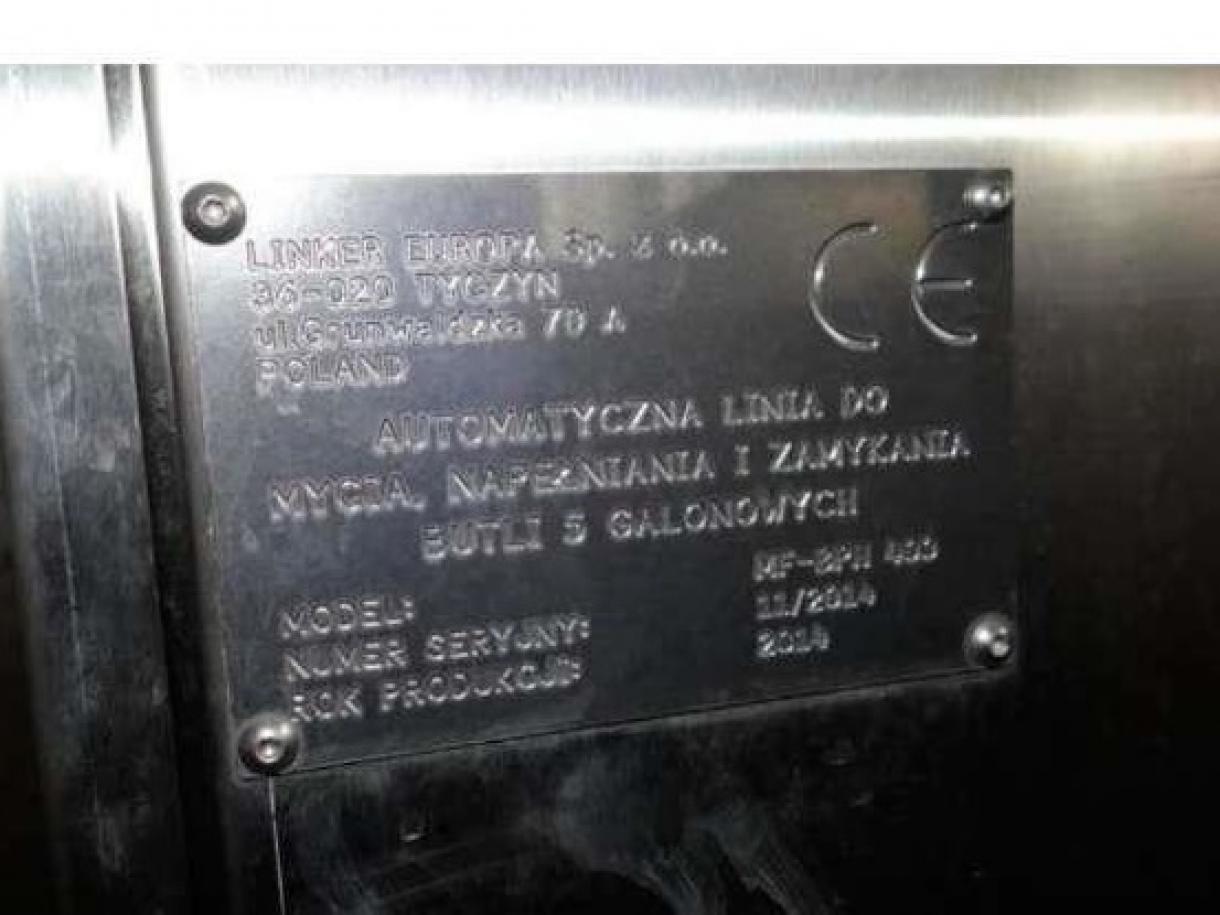 LINKER EUROPA Sp. z o.o.
36-020 TYCZYN
ul.Grunwaldzka 70 A
POLAND
CE
AUTOMATYCZNA LINIA DO
MYCIA, NAPEŁNIANIA I ZAMYKANIA
BUTLI 5 GALONOWYCH
MODEL:
NUMER SERYJNY: 11/2014
ROK PRODUKCJI: 2014